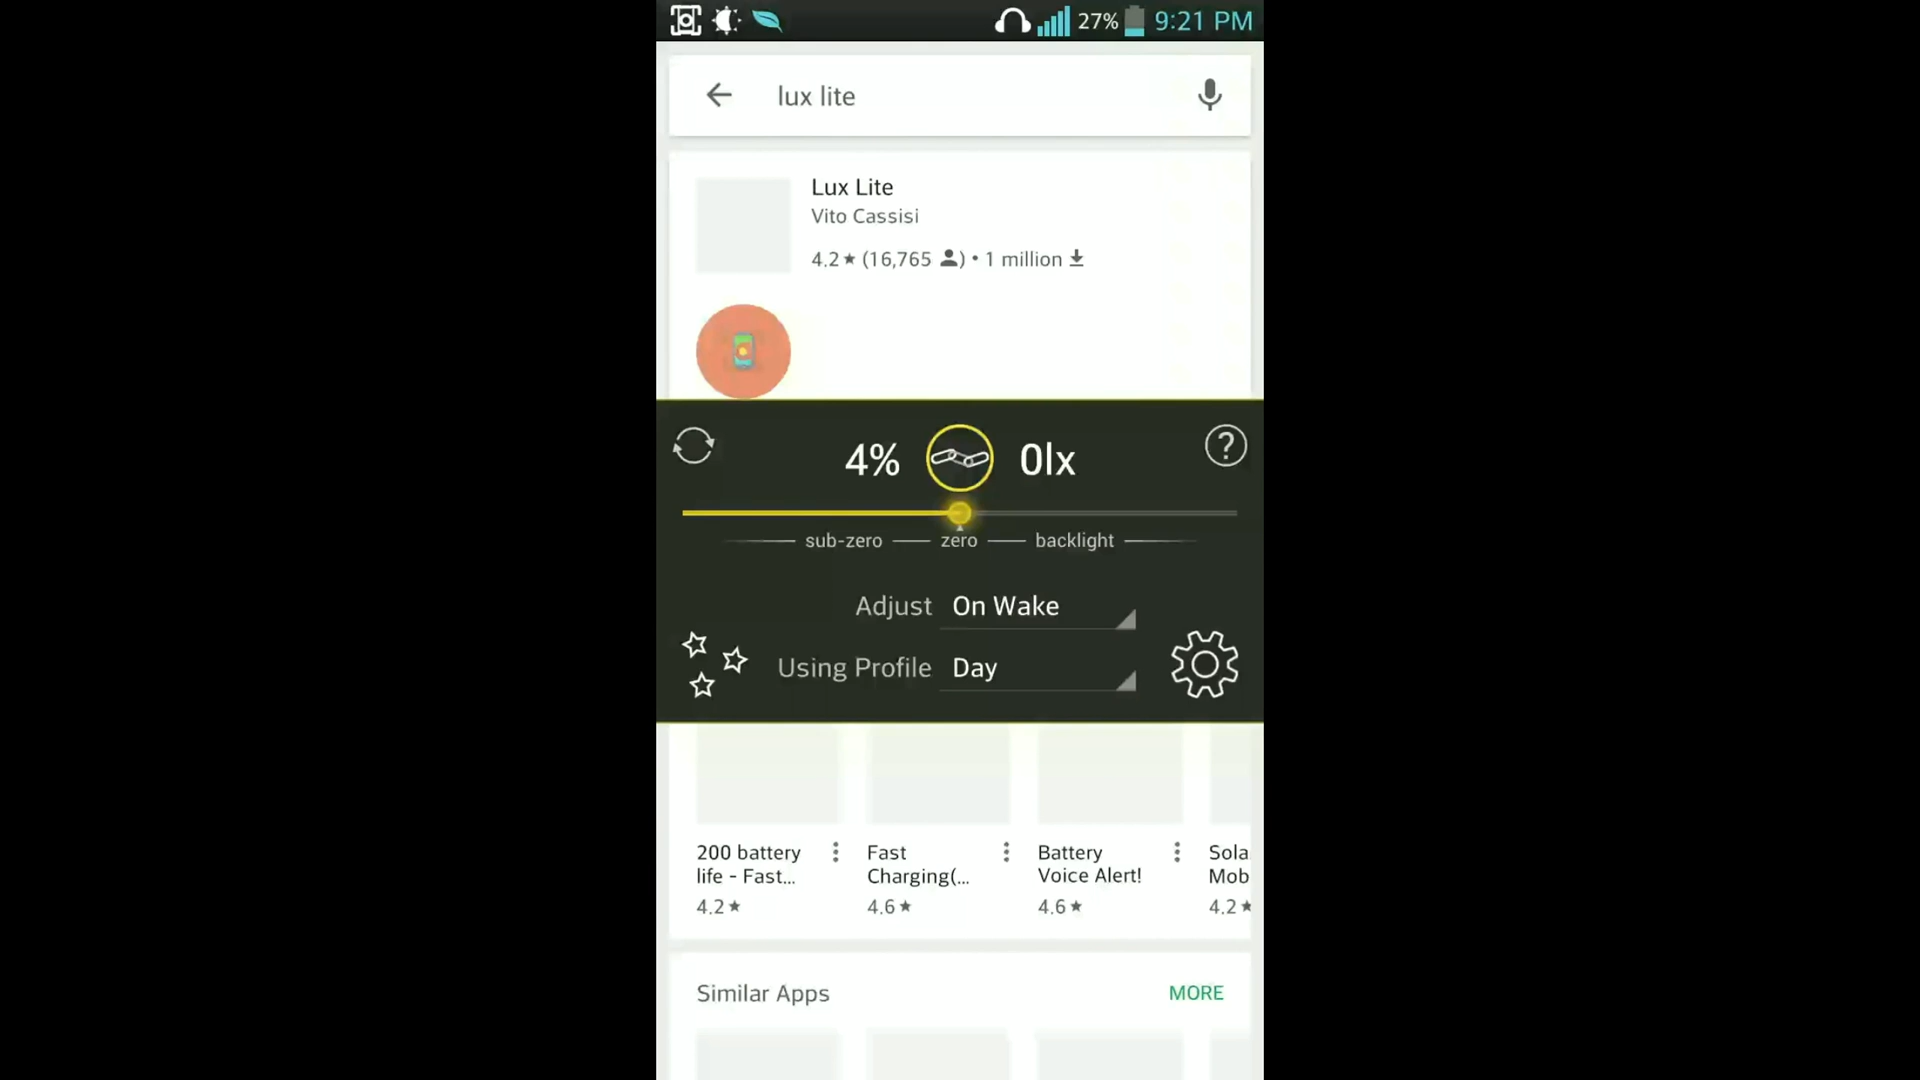 27% 9:21 PM
lux lite
Lux Lite
Vito Cassisi
4.2★ (16,765 ) • 1 million
4% 0lx
?
sub-zero zero backlight
Adjust On Wake
Using Profile Day
200 battery life - Fast...
4.2★
Fast Charging(...
4.6★
Battery Voice Alert!
4.6★
Sola
Mob
4.2★
Similar Apps MORE